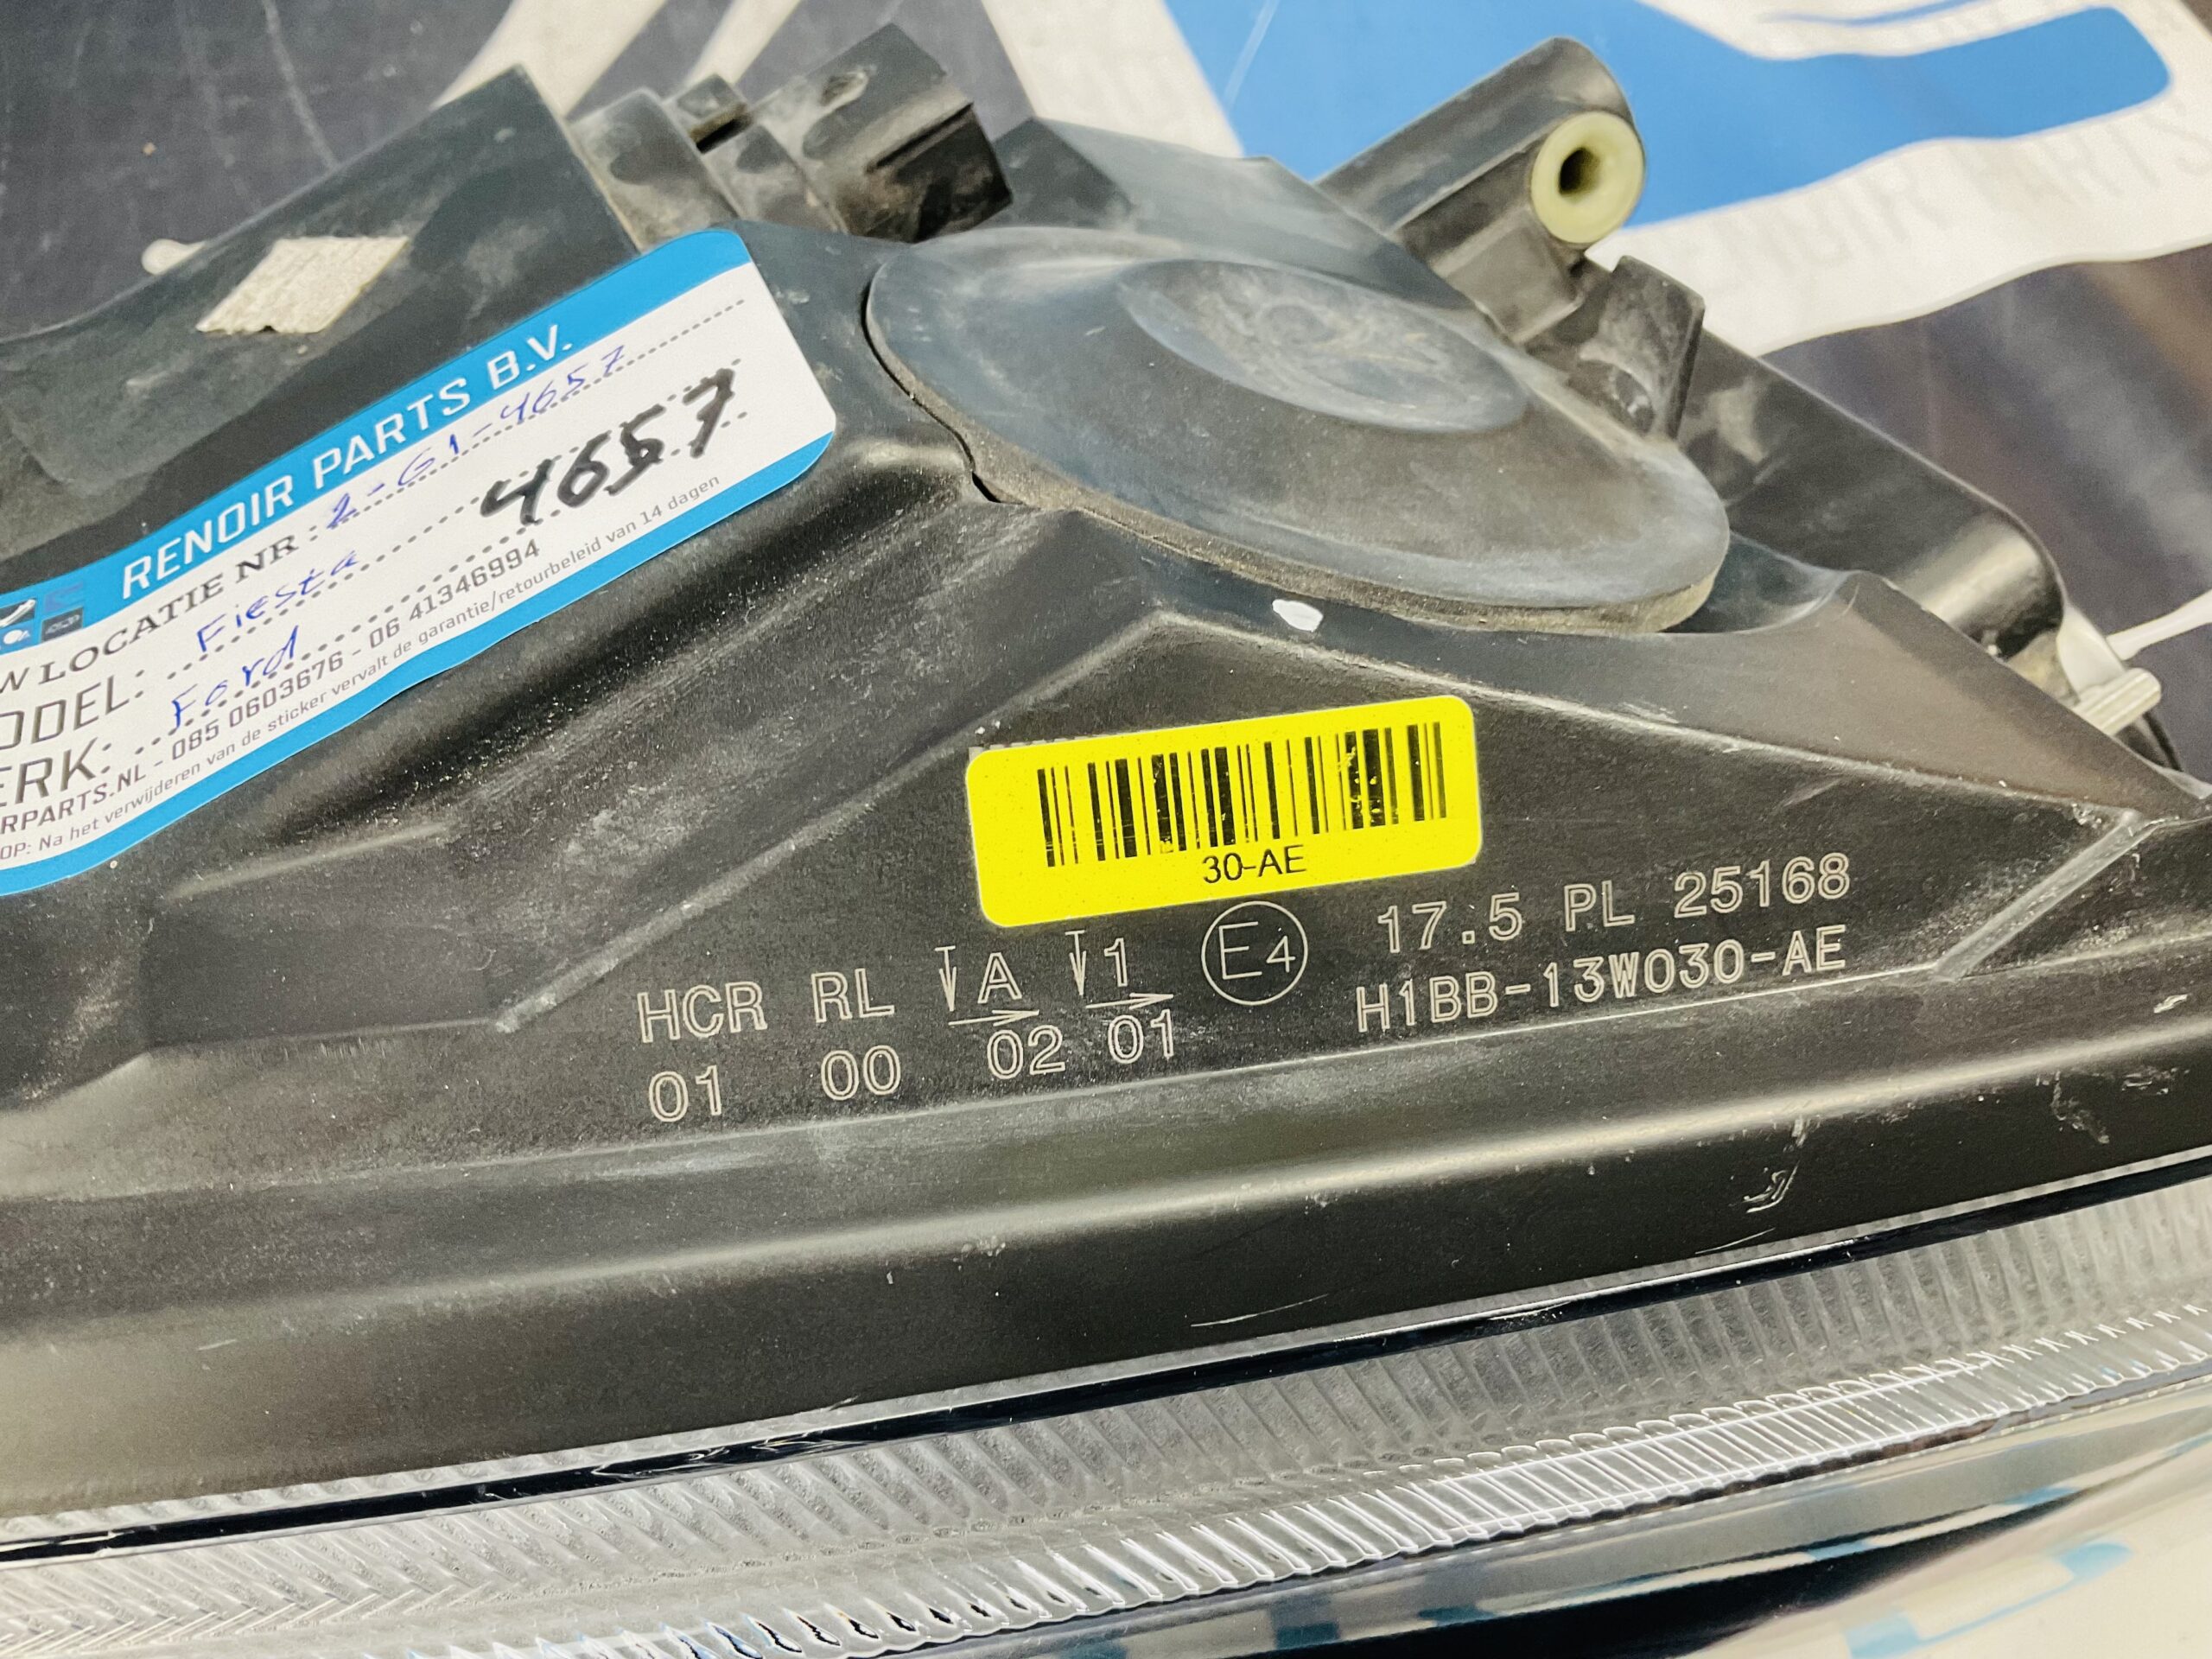 RENOIR PARTS B.V.
W LOCATIE NR: 2-G1-4657
ODEL: Fiesta 4657
ERK: Ford
RPARTS.NL - 085 0603676 - 06 41346994
OP: Na het verwijderen van de sticker vervalt de garantie/retourbeleid van 14 dagen
30-AE
HCR RL A 1 E4 17.5 PL 25168
01 00 02 01 H1BB-13W030-AE